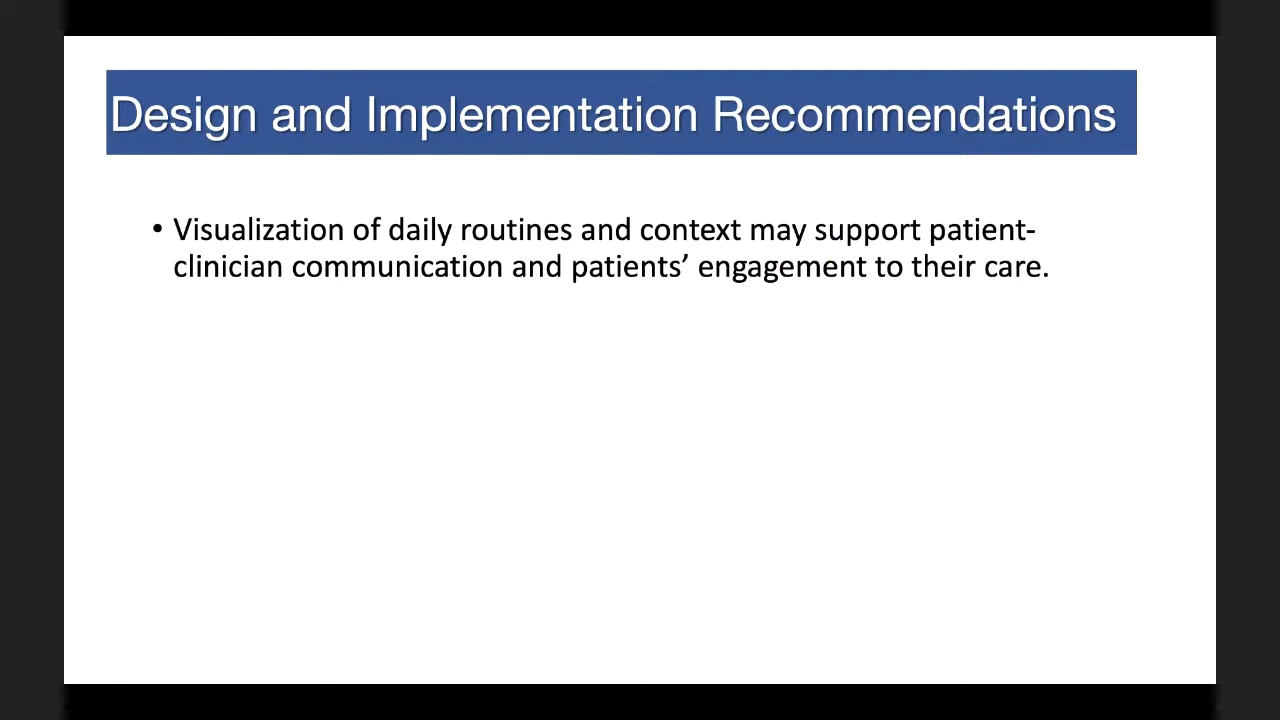 Design and Implementation Recommendations
• Visualization of daily routines and context may support patient-
clinician communication and patients’ engagement to their care.